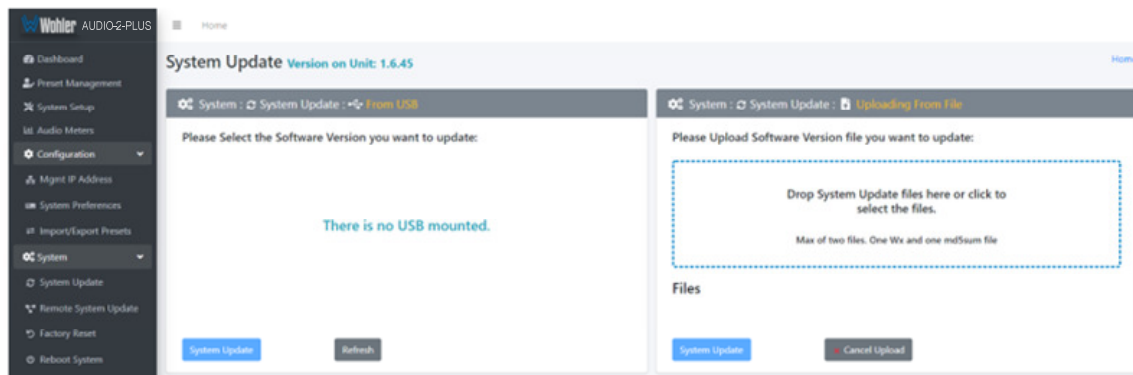 Wohler AUDIO-2-PLUS
Home
Dashboard
Preset Management
System Setup
Audio Meters
Configuration
Mgmt IP Address
System Preferences
Import/Export Presets
System
System Update
Remote System Update
Factory Reset
Reboot System
System Update Version on Unit: 1.6.45
Home
System : System Update : From USB
Please Select the Software Version you want to update:
There is no USB mounted.
System Update
Refresh
System : System Update : Uploading From File
Please Upload Software Version file you want to update:
Drop System Update files here or click to
select the files.
Max of two files. One Wx and one md5sum file
Files
System Update
Cancel Upload